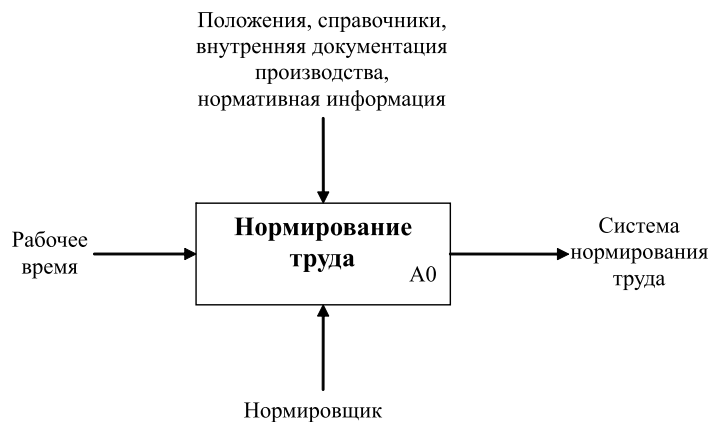 Положения, справочники,
внутренняя документация
производства,
нормативная информация
Нормирование
труда
А0
Рабочее
время
Система
нормирования
труда
Нормировщик